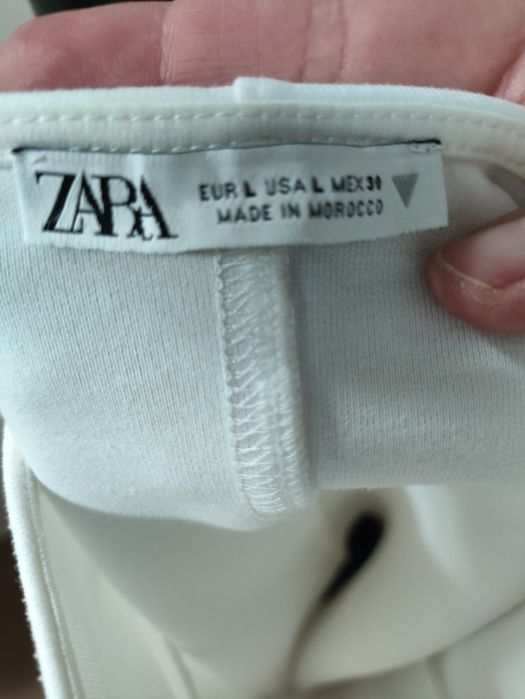 ZARA
EUR L USA L MEX 30
MADE IN MOROCCO